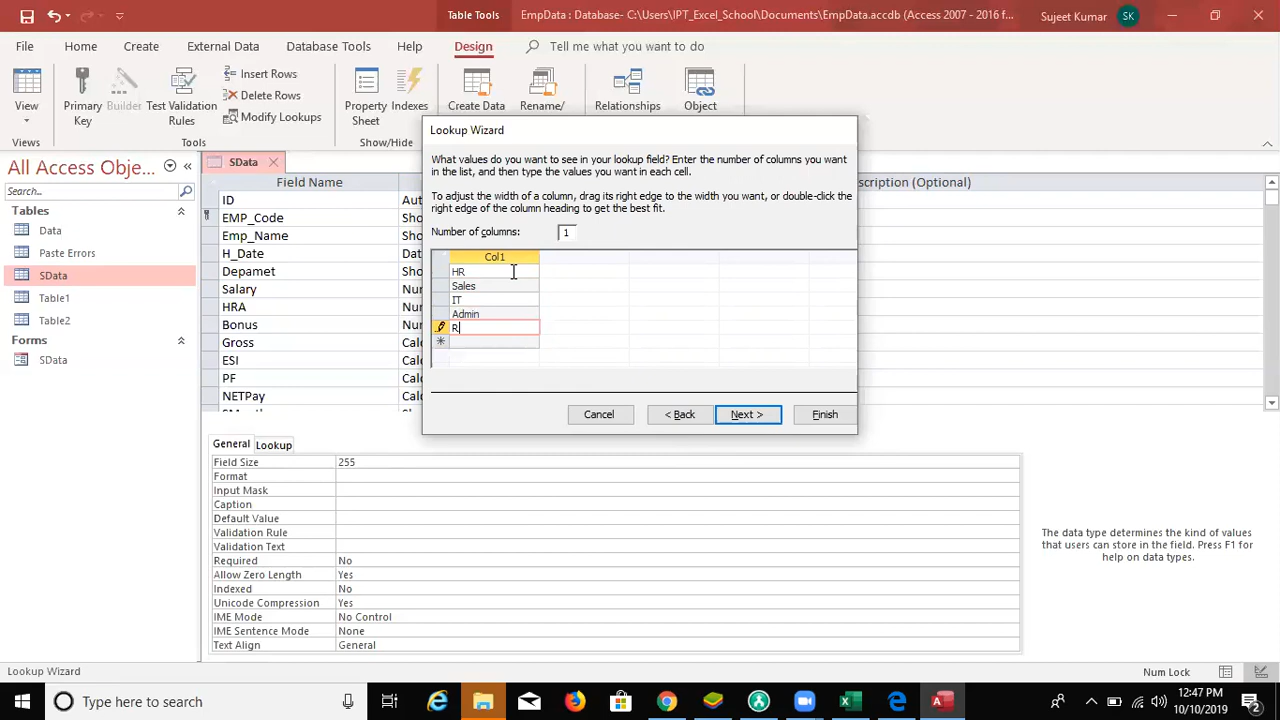 Table Tools
EmpData : Database- C:\Users\IPT_Excel_School\Documents\EmpData.accdb (Access 2007 - 2016 f...
Sujeet Kumar
SK
File
Home
Create
External Data
Database Tools
Help
Design
Tell me what you want to do
View
Primary
Key
Builder
Test Validation
Rules
Insert Rows
Delete Rows
Modify Lookups
Property
Sheet
Indexes
Create Data
Rename/
Relationships
Object
Views
Tools
Show/Hide
All Access Obje...
Search...
Tables
Data
Paste Errors
SData
Table1
Table2
Forms
SData
SData
Field Name
scription (Optional)
ID
Aut
EMP_Code
Sho
Emp_Name
Sho
H_Date
Dat
Depamet
Sho
Salary
Nu
HRA
Nu
Bonus
Nu
Gross
Calc
ESI
Calc
PF
Calc
NETPay
Calc
Lookup Wizard
What values do you want to see in your lookup field? Enter the number of columns you want
in the list, and then type the values you want in each cell.
To adjust the width of a column, drag its right edge to the width you want, or double-click the
right edge of the column heading to get the best fit.
Number of columns:
1
Col1
HR
Sales
IT
Admin
R
Cancel
< Back
Next >
Finish
General
Lookup
Field Size
255
Format
Input Mask
Caption
Default Value
Validation Rule
Validation Text
Required
No
Allow Zero Length
Yes
Indexed
No
Unicode Compression
Yes
IME Mode
No Control
IME Sentence Mode
None
Text Align
General
The data type determines the kind of values
that users can store in the field. Press F1 for
help on data types.
Lookup Wizard
Num Lock
Type here to search
12:47 PM
10/10/2019